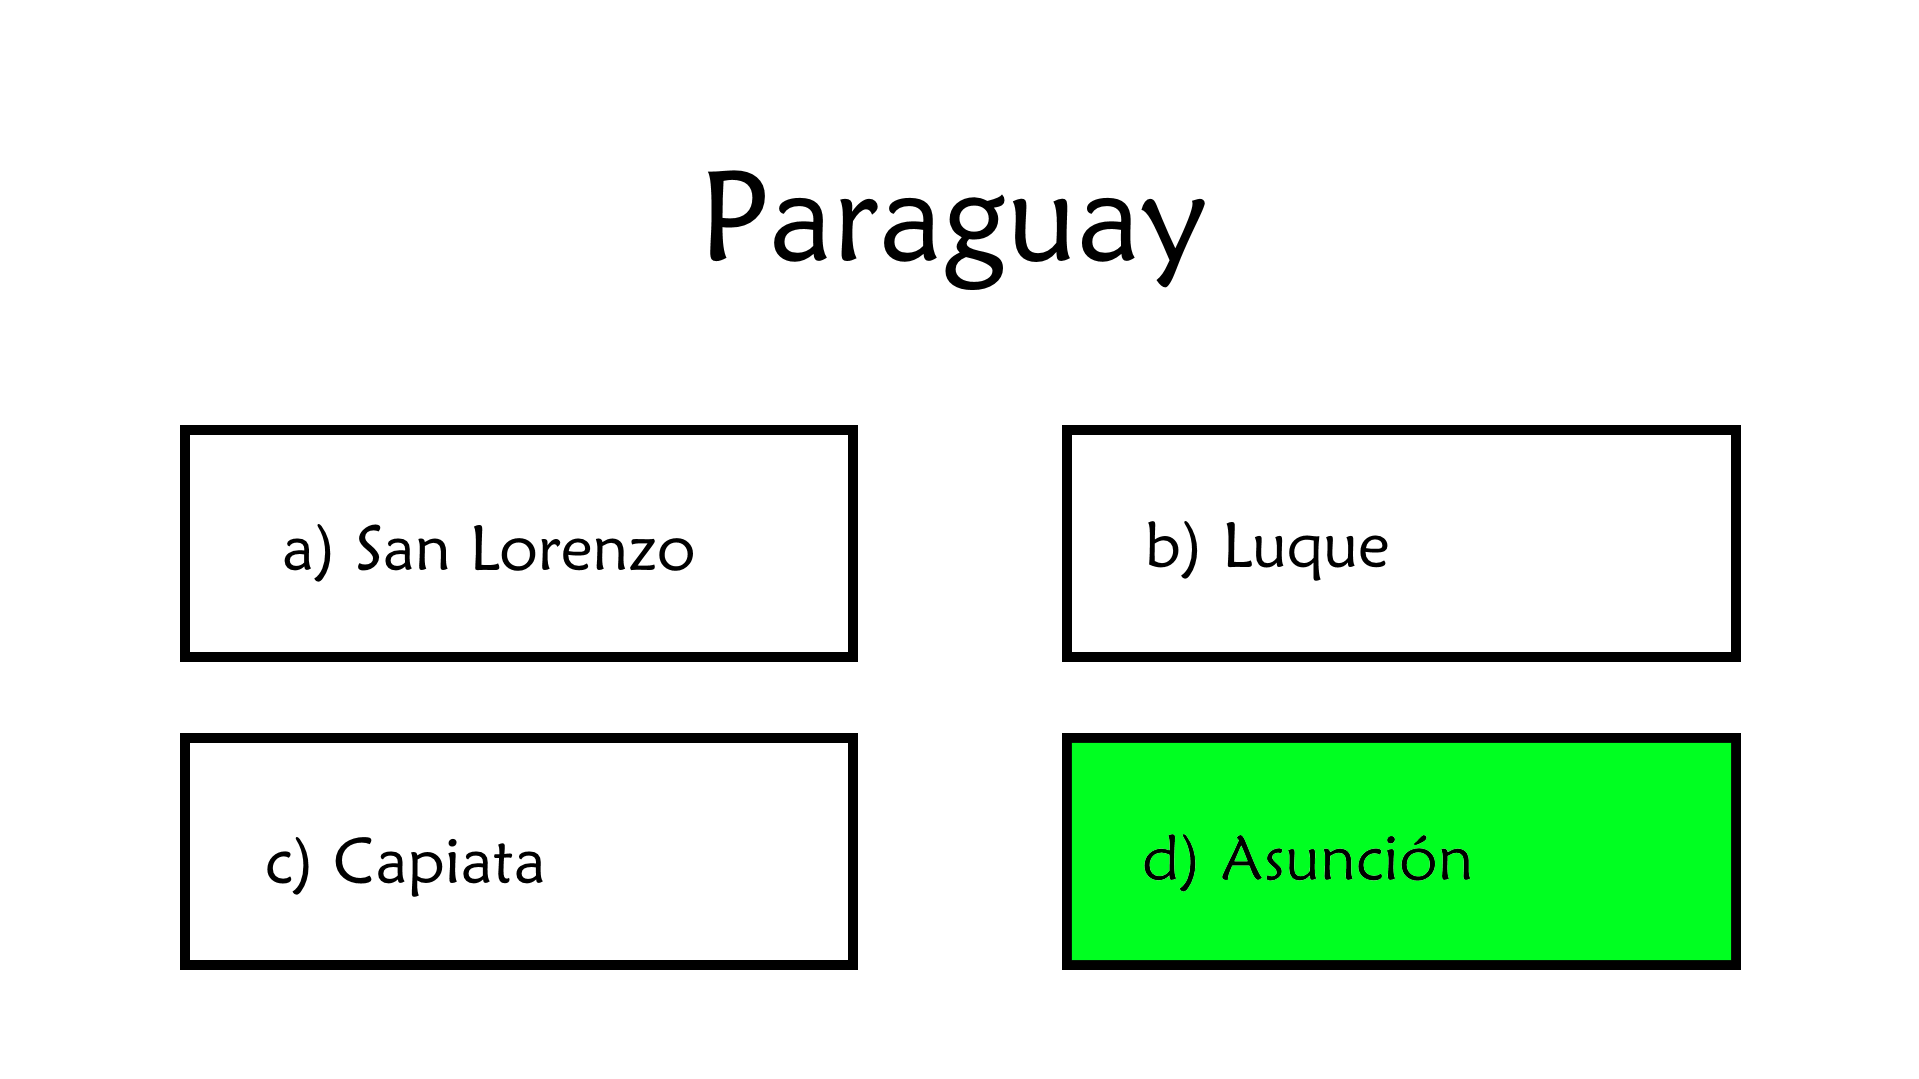 Paraguay
a) San Lorenzo
b) Luque
c) Capiata
d) Asunción